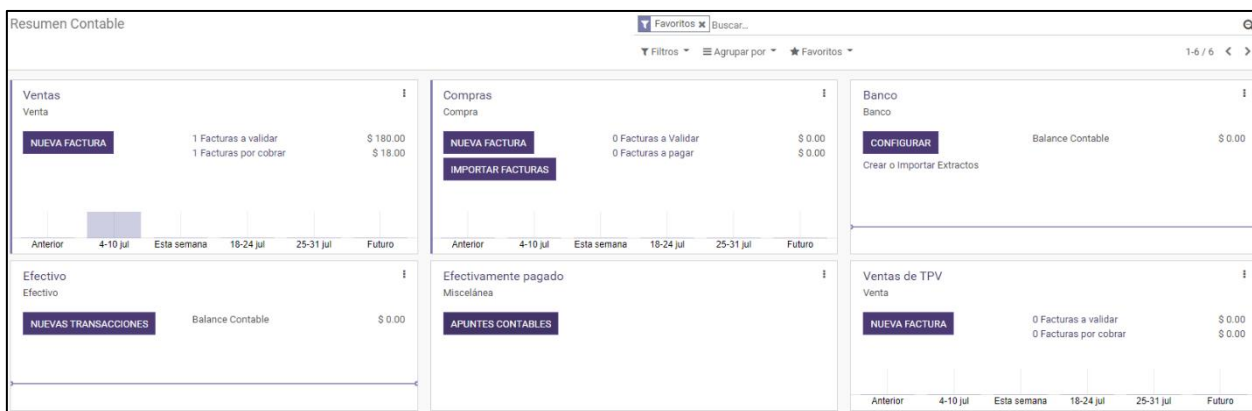 Resumen Contable
Favoritos × Buscar...
Filtros Agrupar por Favoritos 1-6 / 6
Ventas
Venta
NUEVA FACTURA
1 Facturas a validar $ 180.00
1 Facturas por cobrar $ 18.00
Anterior 4-10 jul Esta semana 18-24 jul 25-31 jul Futuro
Compras
Compra
NUEVA FACTURA
IMPORTAR FACTURAS
0 Facturas a Validar $ 0.00
0 Facturas a pagar $ 0.00
Anterior 4-10 jul Esta semana 18-24 jul 25-31 jul Futuro
Banco
Banco
CONFIGURAR
Crear o Importar Extractos
Balance Contable $ 0.00
Efectivo
Efectivo
NUEVAS TRANSACCIONES
Balance Contable $ 0.00
Efectivamente pagado
Miscelánea
APUNTES CONTABLES
Ventas de TPV
Venta
NUEVA FACTURA
0 Facturas a validar $ 0.00
0 Facturas por cobrar $ 0.00
Anterior 4-10 jul Esta semana 18-24 jul 25-31 jul Futuro